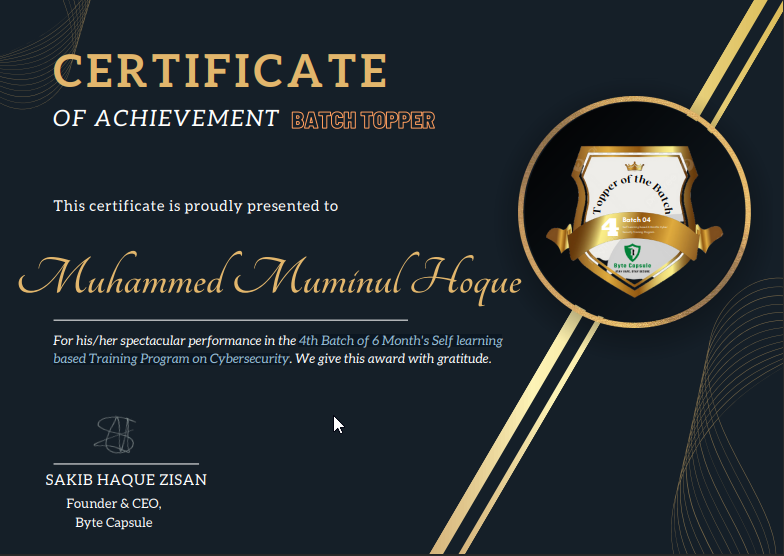 CERTIFICATE
OF ACHIEVEMENT BATCH TOPPER
This certificate is proudly presented to
Muhammed Muminul Hoque
For his/her spectacular performance in the 4th Batch of 6 Month's Self learning
based Training Program on Cybersecurity. We give this award with gratitude.
SAKIB HAQUE ZISAN
Founder & CEO,
Byte Capsule
Topper of the Batch
4 Batch 04
Byte Capsule